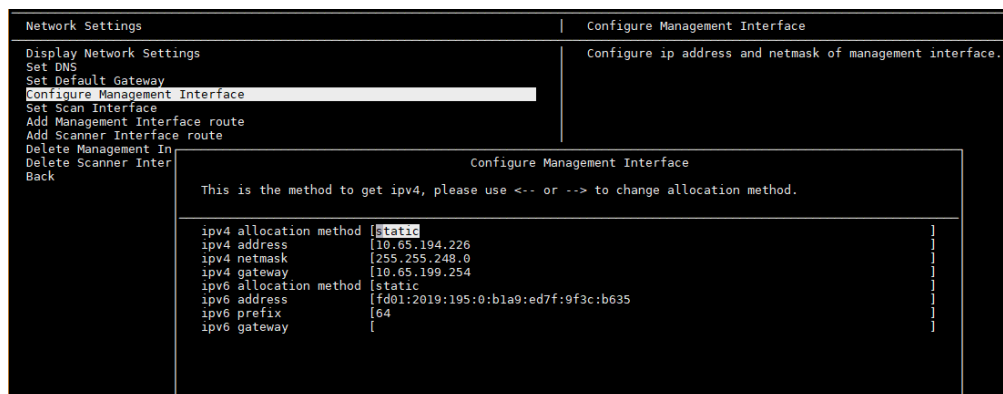 Network Settings
Configure Management Interface
Display Network Settings
Configure ip address and netmask of management interface.
Set DNS
Set Default Gateway
Configure Management Interface
Set Scan Interface
Add Management Interface route
Add Scanner Interface route
Delete Management In
Delete Scanner Inter
Back
Configure Management Interface
This is the method to get ipv4, please use <-- or --> to change allocation method.
ipv4 allocation method [static ]
ipv4 address [10.65.194.226 ]
ipv4 netmask [255.255.248.0 ]
ipv4 gateway [10.65.199.254 ]
ipv6 allocation method [static ]
ipv6 address [fd01:2019:195:0:b1a9:ed7f:9f3c:b635 ]
ipv6 prefix [64 ]
ipv6 gateway [ ]